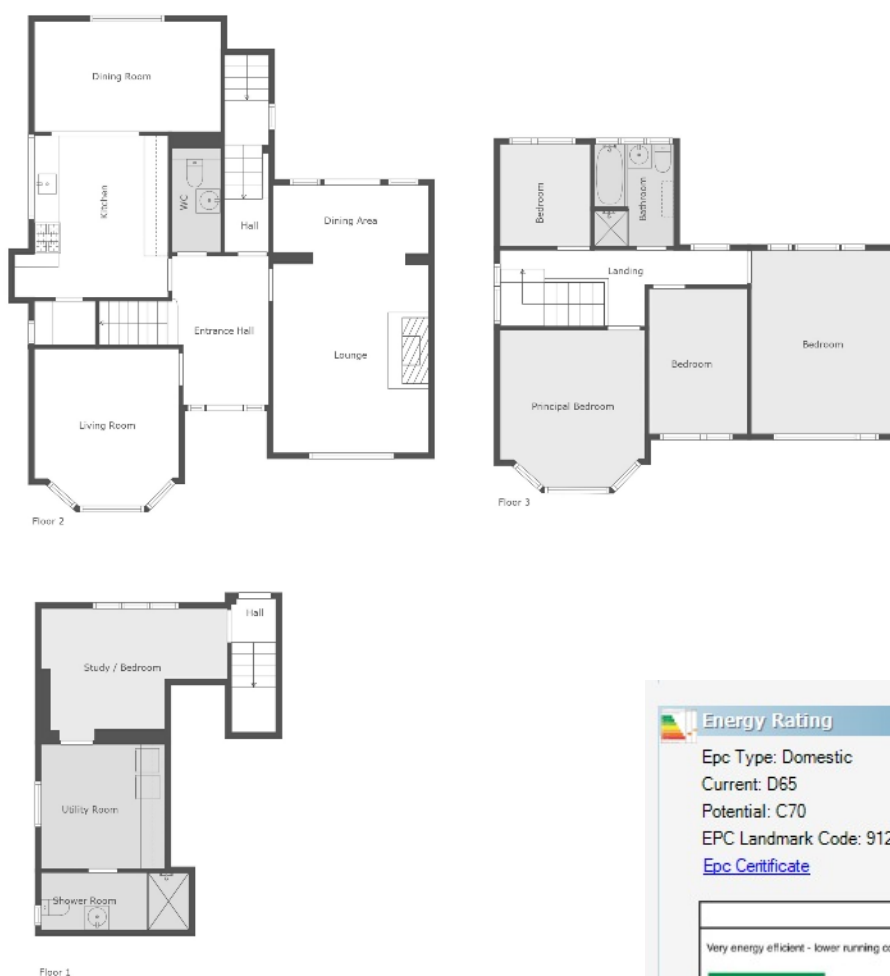 Dining Room
Kitchen
WC
Hall
Dining Area
Entrance Hall
Lounge
Living Room
Floor 2
Bedroom
Bathroom
Landing
Bedroom
Bedroom
Principal Bedroom
Floor 3
Hall
Study / Bedroom
Utility Room
Shower Room
Floor 1
Energy Rating
Epc Type: Domestic
Current: D65
Potential: C70
EPC Landmark Code: 912
Epc Certificate
Very energy efficient - lower running co